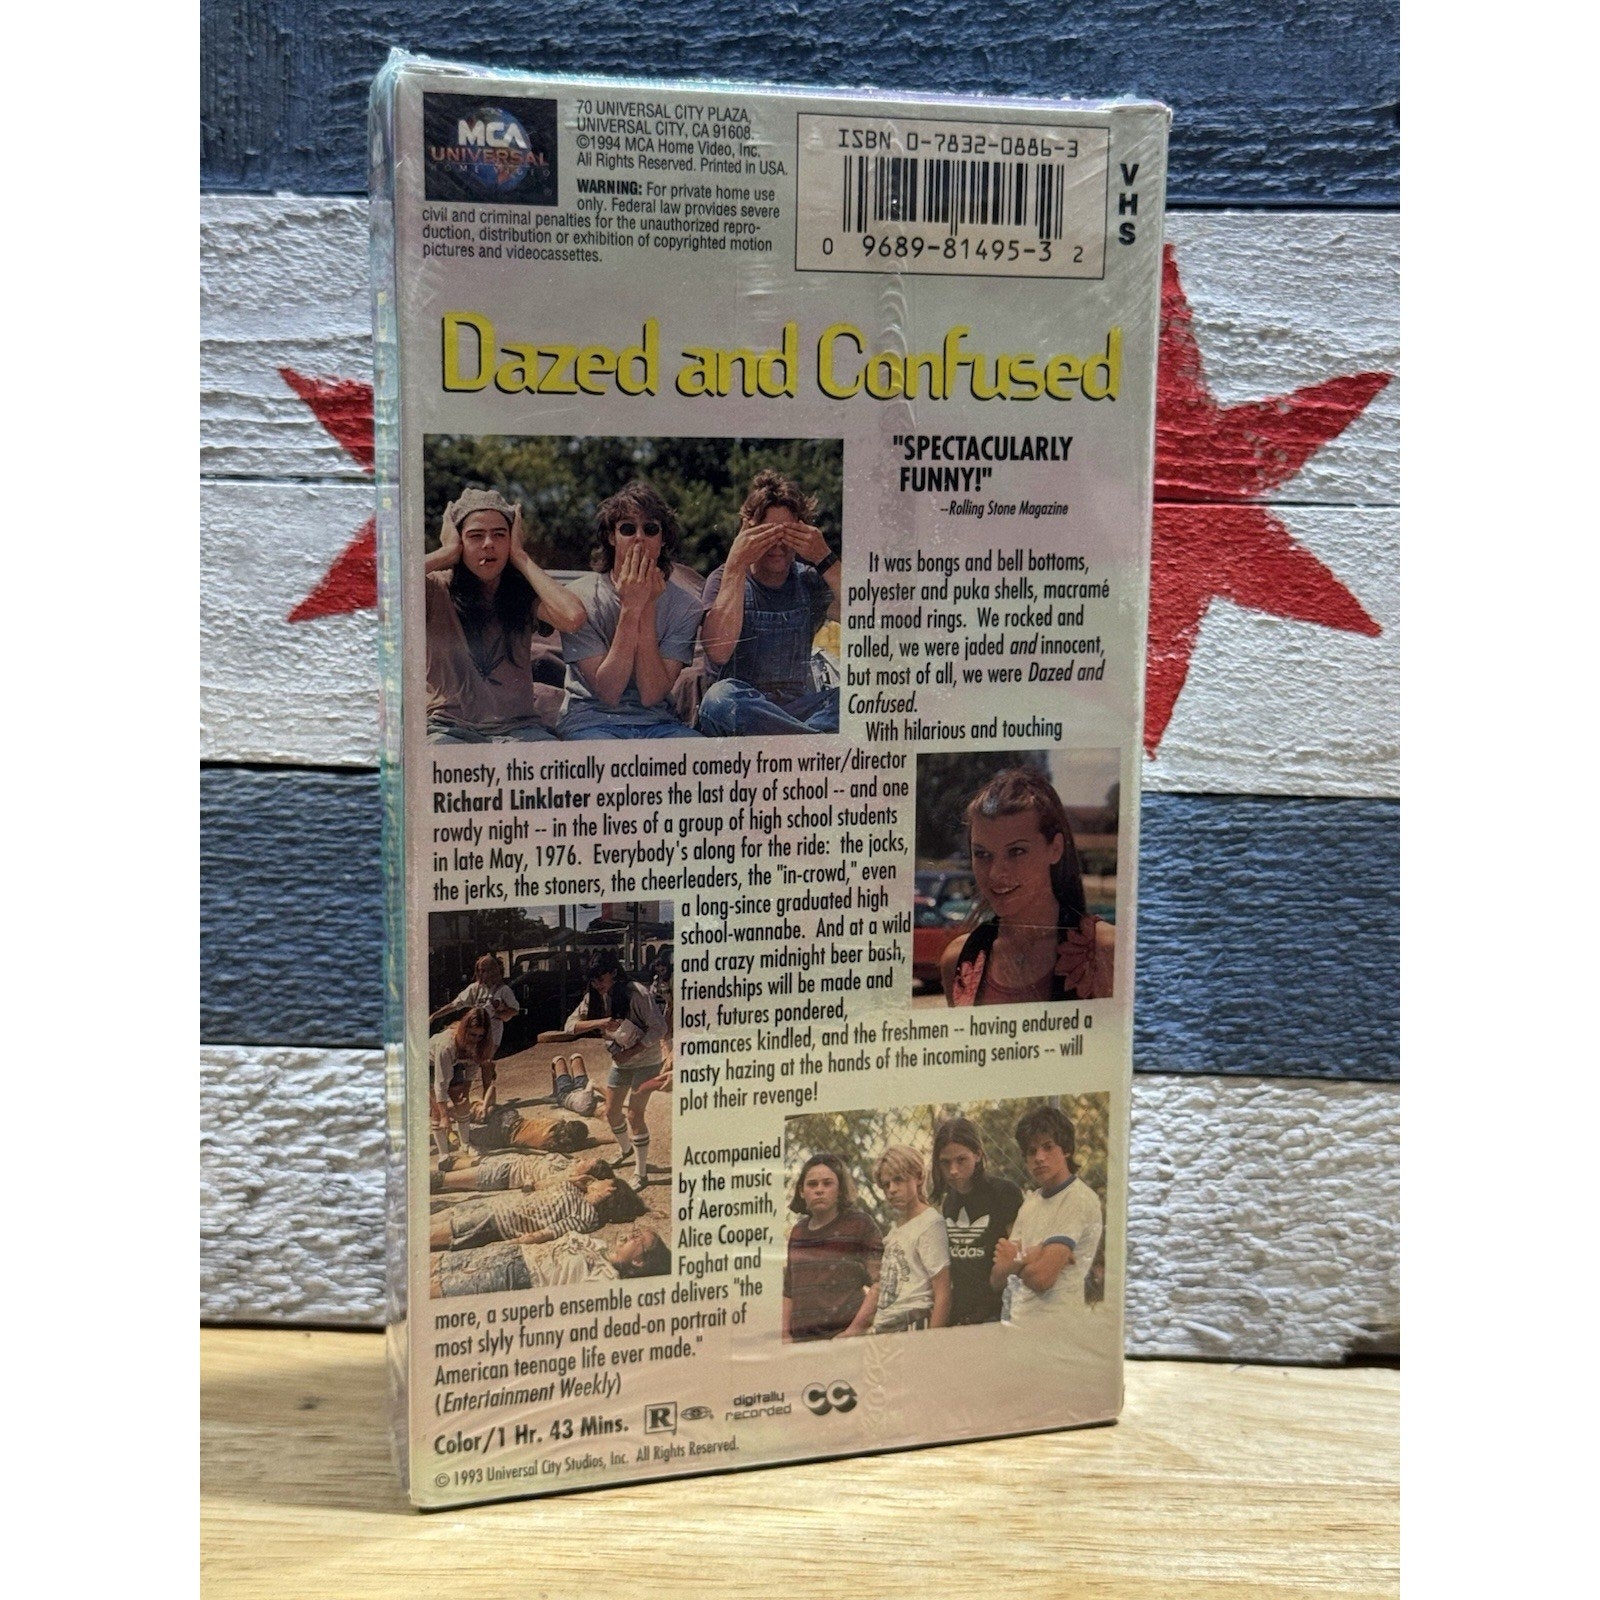 MCA
UNIVERSAL
HOME VIDEO
70 UNIVERSAL CITY PLAZA,
UNIVERSAL CITY, CA 91608.
©1994 MCA Home Video, Inc.
All Rights Reserved. Printed in USA.
WARNING: For private home use
only. Federal law provides severe
civil and criminal penalties for the unauthorized repro-
duction, distribution or exhibition of copyrighted motion
pictures and videocassettes.
ISBN 0-7832-0886-3
0 9689-81495-3 2
VHS
Dazed and Confused
"SPECTACULARLY
FUNNY!"
--Rolling Stone Magazine
It was bongs and bell bottoms,
polyester and puka shells, macramé
and mood rings. We rocked and
rolled, we were jaded and innocent,
but most of all, we were Dazed and
Confused.
With hilarious and touching
honesty, this critically acclaimed comedy from writer/director
Richard Linklater explores the last day of school -- and one
rowdy night -- in the lives of a group of high school students
in late May, 1976. Everybody's along for the ride: the jocks,
the jerks, the stoners, the cheerleaders, the "in-crowd," even
a long-since graduated high
school-wannabe. And at a wild
and crazy midnight beer bash,
friendships will be made and
lost, futures pondered,
romances kindled, and the freshmen -- having endured a
nasty hazing at the hands of the incoming seniors -- will
plot their revenge!
Accompanied
by the music
of Aerosmith,
Alice Cooper,
Foghat and
more, a superb ensemble cast delivers "the
most slyly funny and dead-on portrait of
American teenage life ever made."
(Entertainment Weekly)
adidas
Color/1 Hr. 43 Mins.
R
digitally
recorded
CC
© 1993 Universal City Studios, Inc. All Rights Reserved.